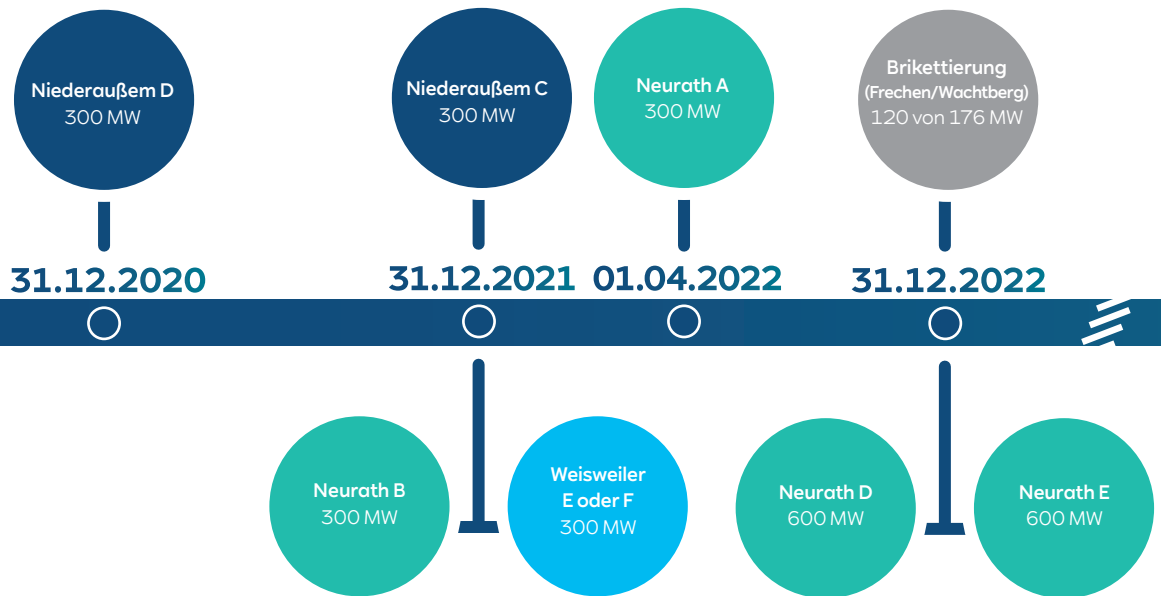 Niederaußem D
300 MW
Niederaußem C
300 MW
Neurath A
300 MW
Brikettierung
(Frechen/Wachtberg)
120 von 176 MW
31.12.2020
31.12.2021
01.04.2022
31.12.2022
Neurath B
300 MW
Weisweiler
E oder F
300 MW
Neurath D
600 MW
Neurath E
600 MW